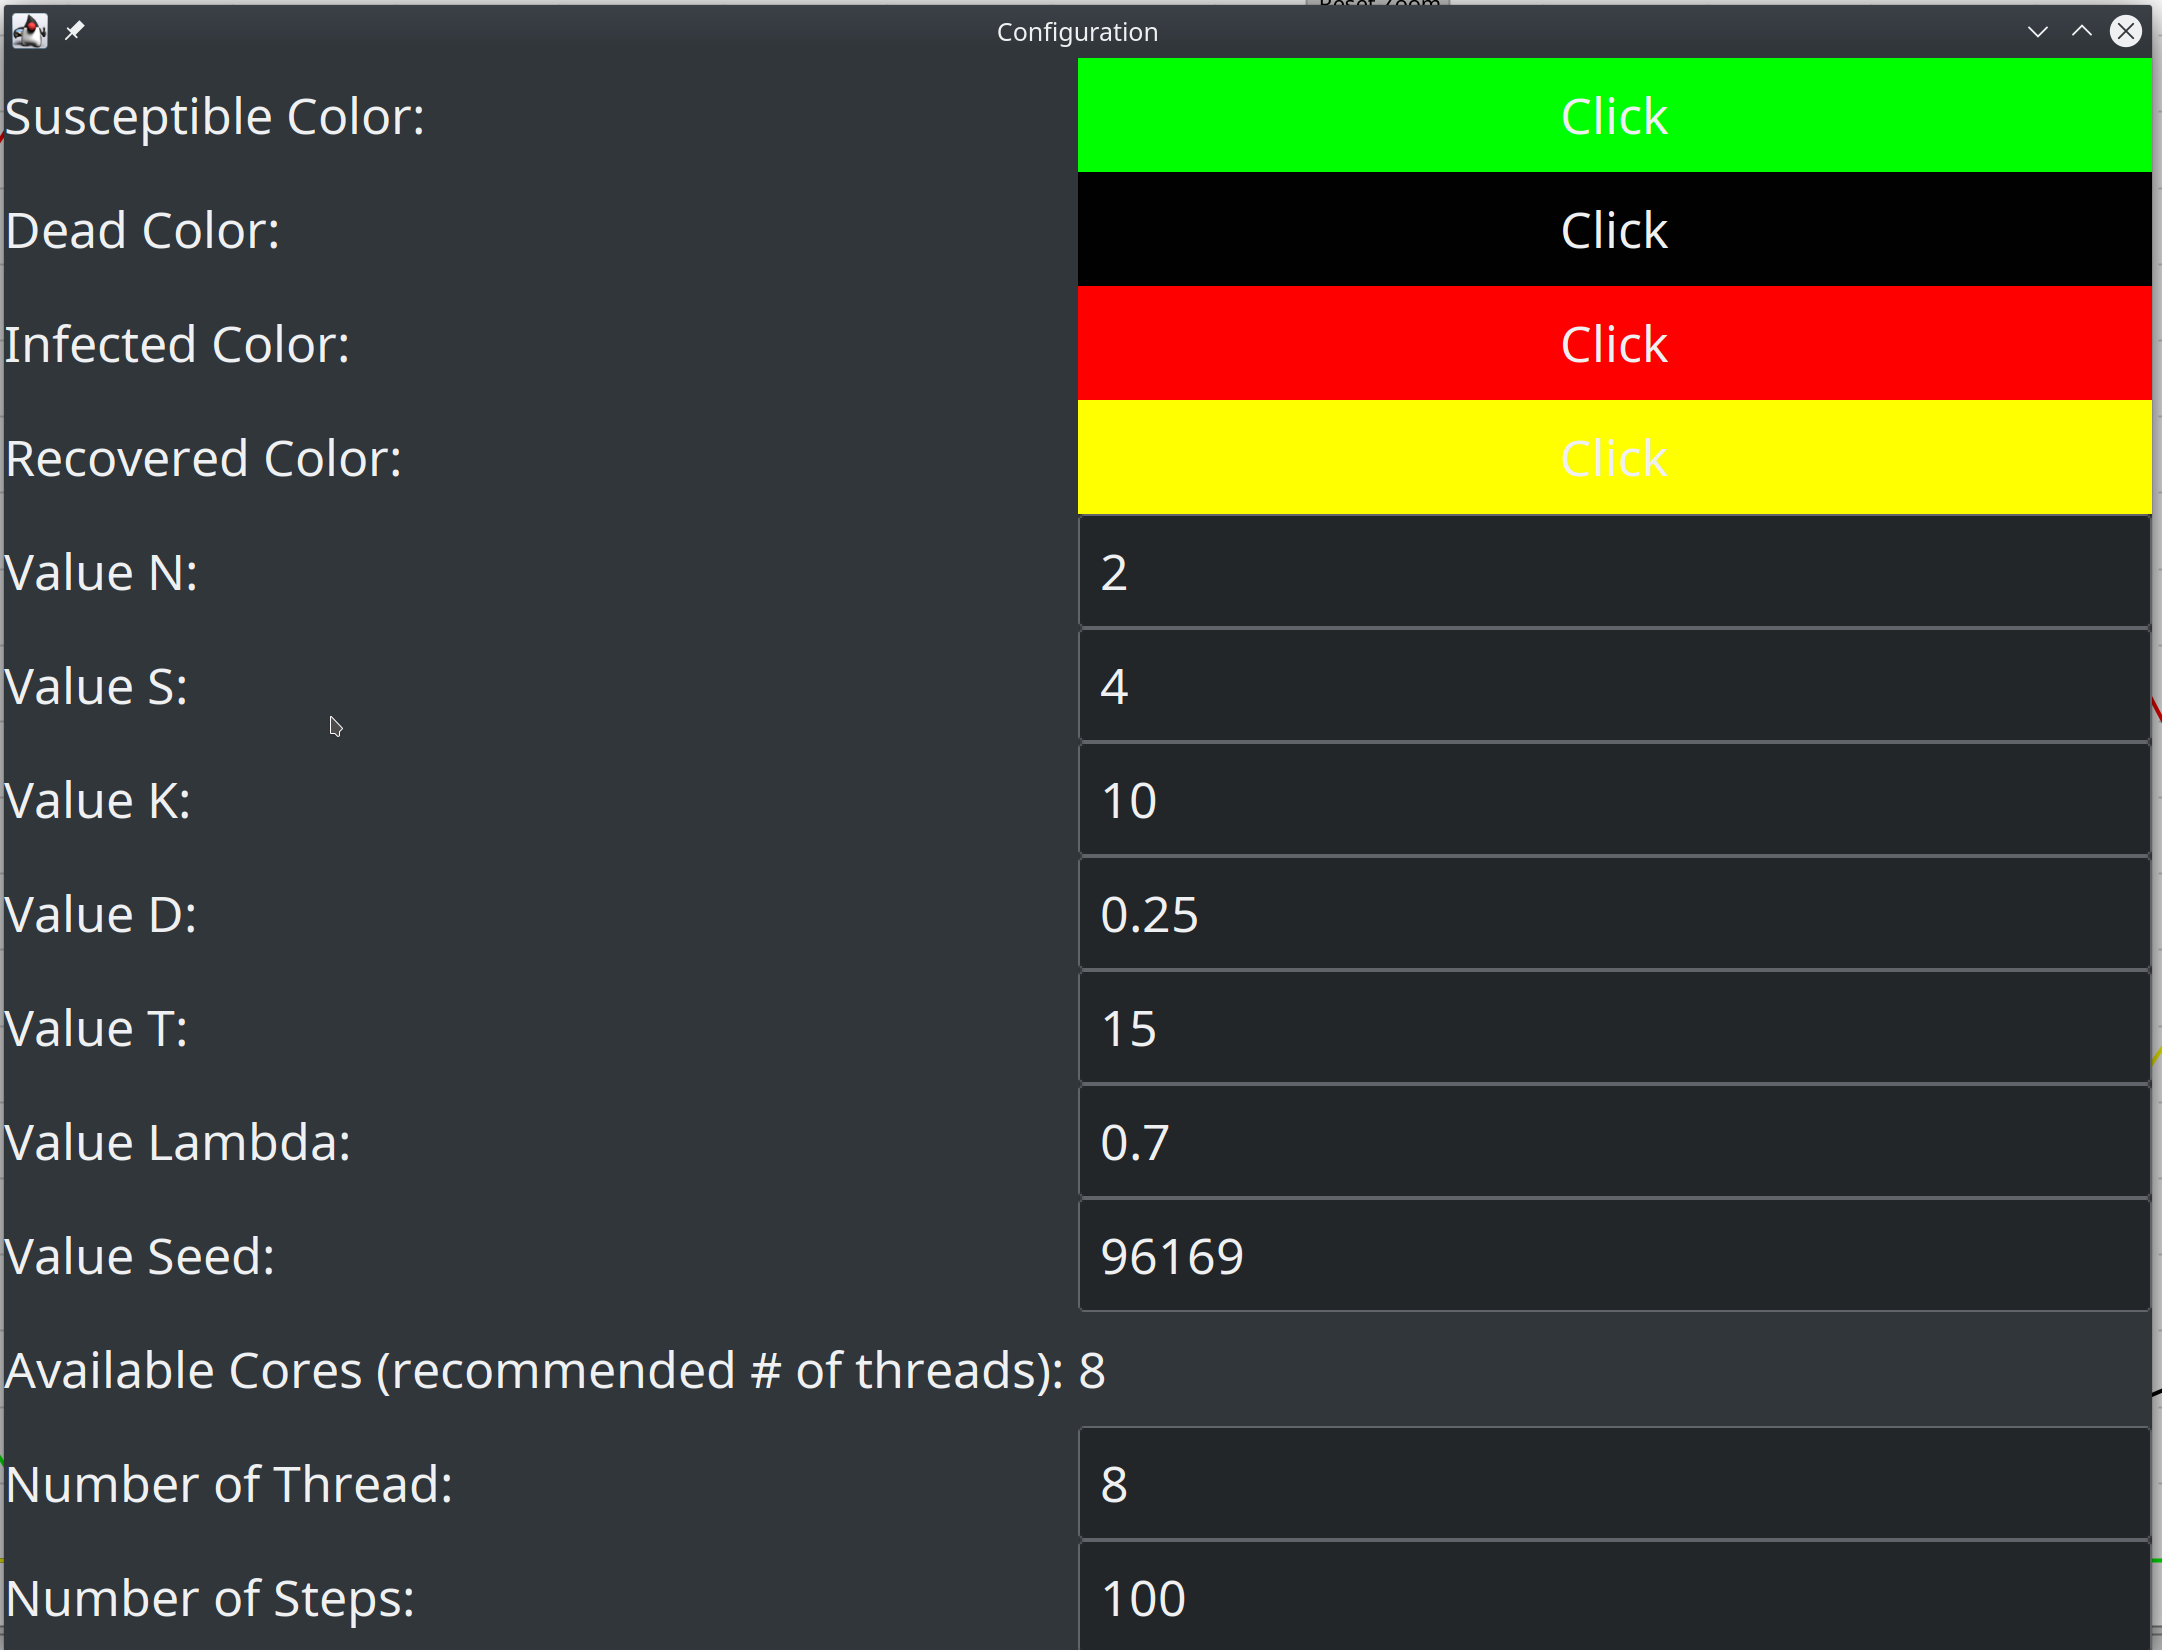 Reset Zoom
Configuration
Susceptible Color: Click
Dead Color: Click
Infected Color: Click
Recovered Color: Click
Value N: 2
Value S: 4
Value K: 10
Value D: 0.25
Value T: 15
Value Lambda: 0.7
Value Seed: 96169
Available Cores (recommended # of threads): 8
Number of Thread: 8
Number of Steps: 100